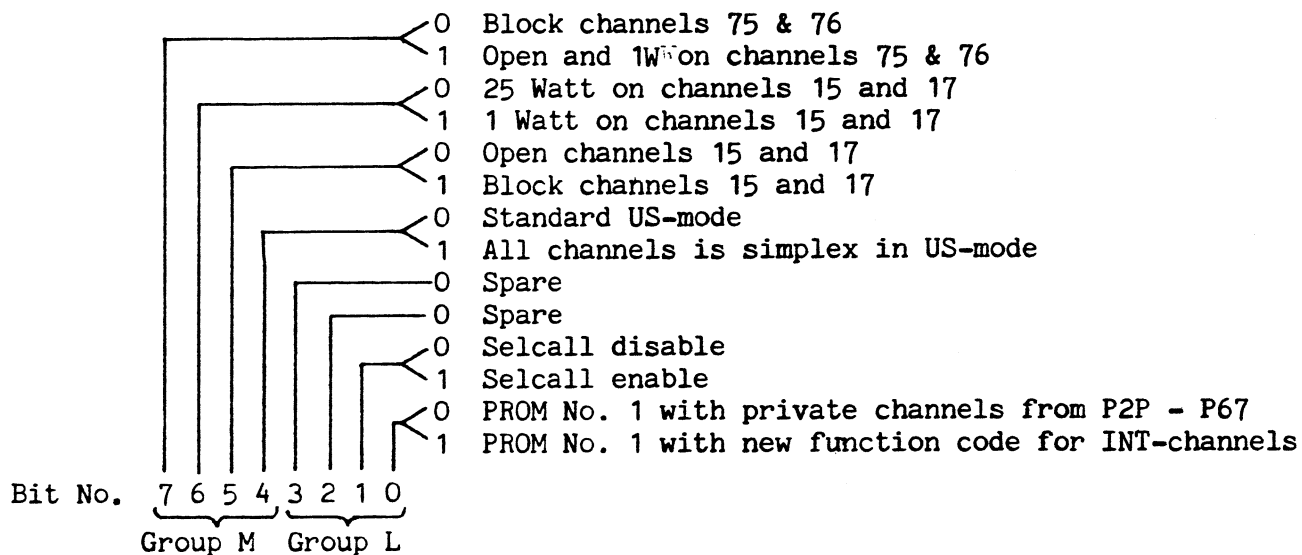 0 Block channels 75 & 76
1 Open and 1W on channels 75 & 76
0 25 Watt on channels 15 and 17
1 1 Watt on channels 15 and 17
0 Open channels 15 and 17
1 Block channels 15 and 17
0 Standard US-mode
1 All channels is simplex in US-mode
0 Spare
0 Spare
0 Selcall disable
1 Selcall enable
0 PROM No. 1 with private channels from P2P - P67
1 PROM No. 1 with new function code for INT-channels
Bit No. 7 6 5 4 3 2 1 0
Group M Group L